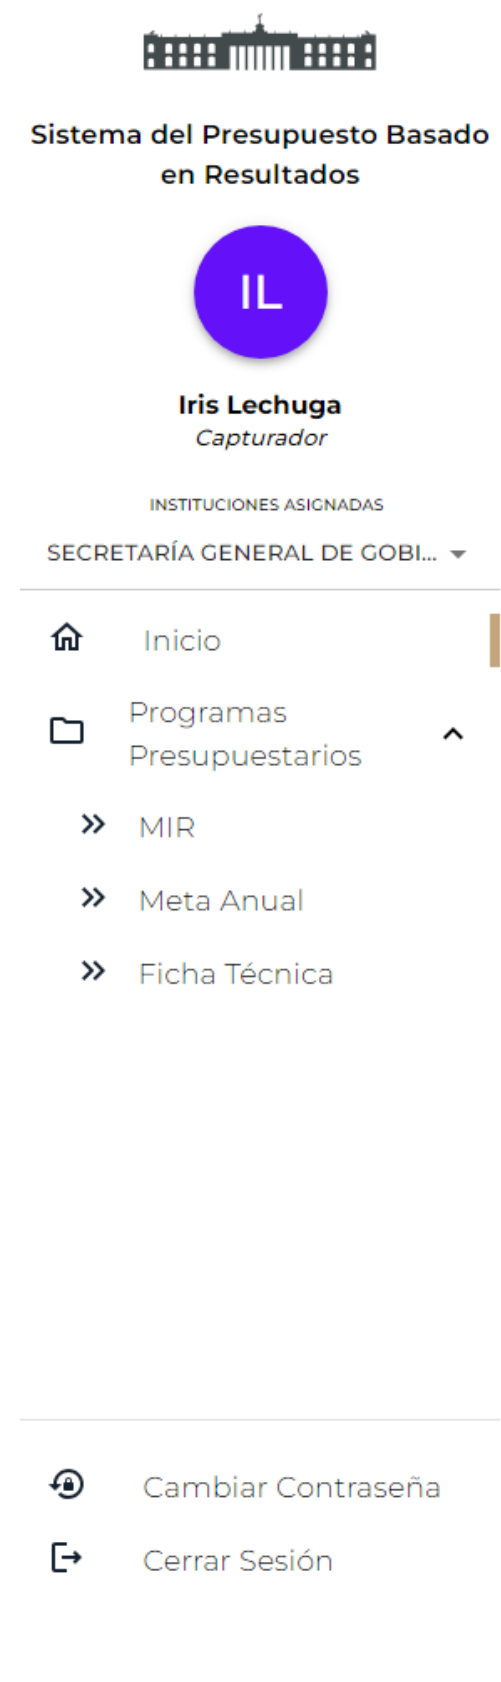 Sistema del Presupuesto Basado
en Resultados
IL
Iris Lechuga
Capturador
INSTITUCIONES ASIGNADAS
SECRETARÍA GENERAL DE GOBI...
Inicio
Programas
Presupuestarios
MIR
Meta Anual
Ficha Técnica
Cambiar Contraseña
Cerrar Sesión